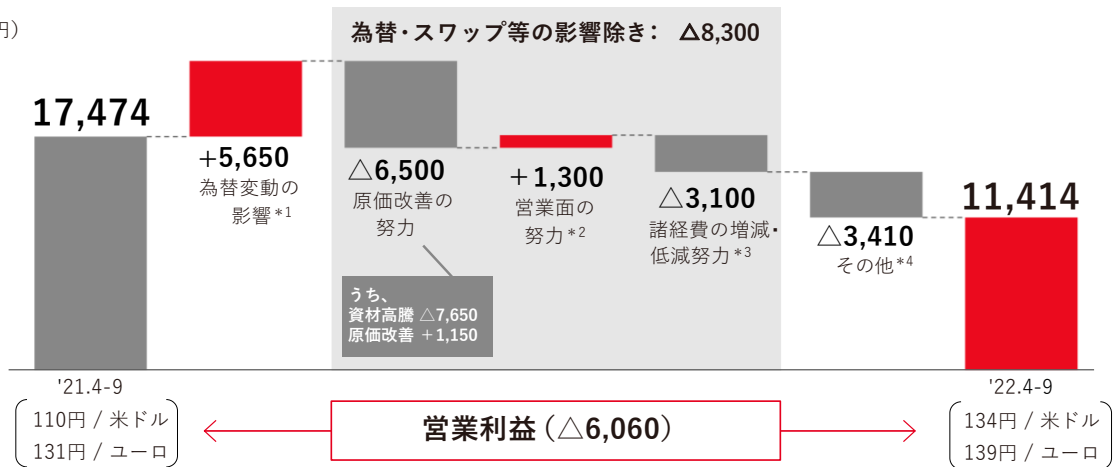 円）
為替・スワップ等の影響除き： △8,300
17,474
＋5,650
為替変動の
影響*1
△6,500
原価改善の
努力
うち、
資材高騰 △7,650
原価改善 ＋1,150
＋1,300
営業面の
努力*2
△3,100
諸経費の増減・
低減努力*3
△3,410
その他*4
11,414
'21.4-9
110円 / 米ドル
131円 / ユーロ
営業利益（△6,060）
'22.4-9
134円 / 米ドル
139円 / ユーロ